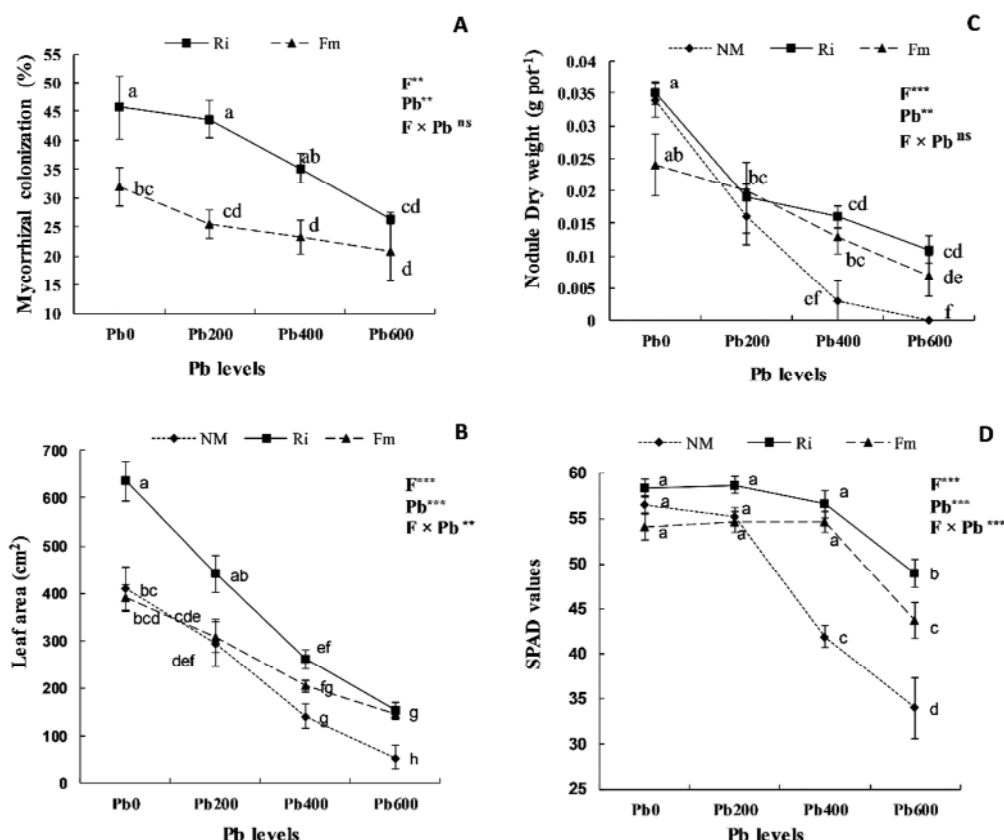 A
Ri Fm
Mycorrhizal colonization (%)
50
45
40
35
30
25
20
15
10
55
a
a
ab
cd
bc
cd
d
d
F**
Pb**
F × Pb ns
Pb0 Pb200 Pb400 Pb600
Pb levels
C
NM Ri Fm
Nodule Dry weight (g pot-1)
0.04
0.035
0.03
0.025
0.02
0.015
0.01
0.005
0
a
ab
bc
cd
bc
cd
de
ef
f
F***
Pb**
F × Pb ns
Pb0 Pb200 Pb400 Pb600
Pb levels
B
NM Ri Fm
Leaf area (cm2)
700
600
500
400
300
200
100
0
a
ab
bc
bcd
cde
def
ef
fg
g
g
h
F***
Pb***
F × Pb **
Pb0 Pb200 Pb400 Pb600
Pb levels
D
NM Ri Fm
SPAD values
60
55
50
45
40
35
30
25
a
a
a
a
a
a
a
a
b
c
c
d
F***
Pb***
F × Pb ***
Pb0 Pb200 Pb400 Pb600
Pb levels